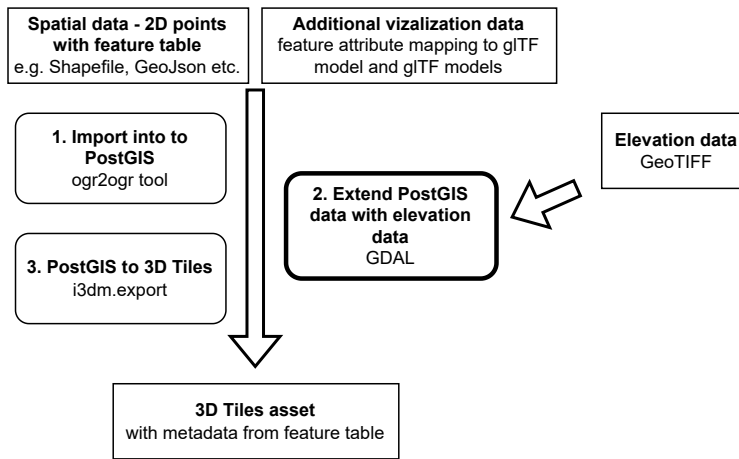 Spatial data - 2D points
with feature table
e.g. Shapefile, GeoJson etc.
Additional vizalization data
feature attribute mapping to glTF
model and glTF models
1. Import into to
PostGIS
ogr2ogr tool
Elevation data
GeoTIFF
2. Extend PostGIS
data with elevation
data
GDAL
3. PostGIS to 3D Tiles
i3dm.export
3D Tiles asset
with metadata from feature table